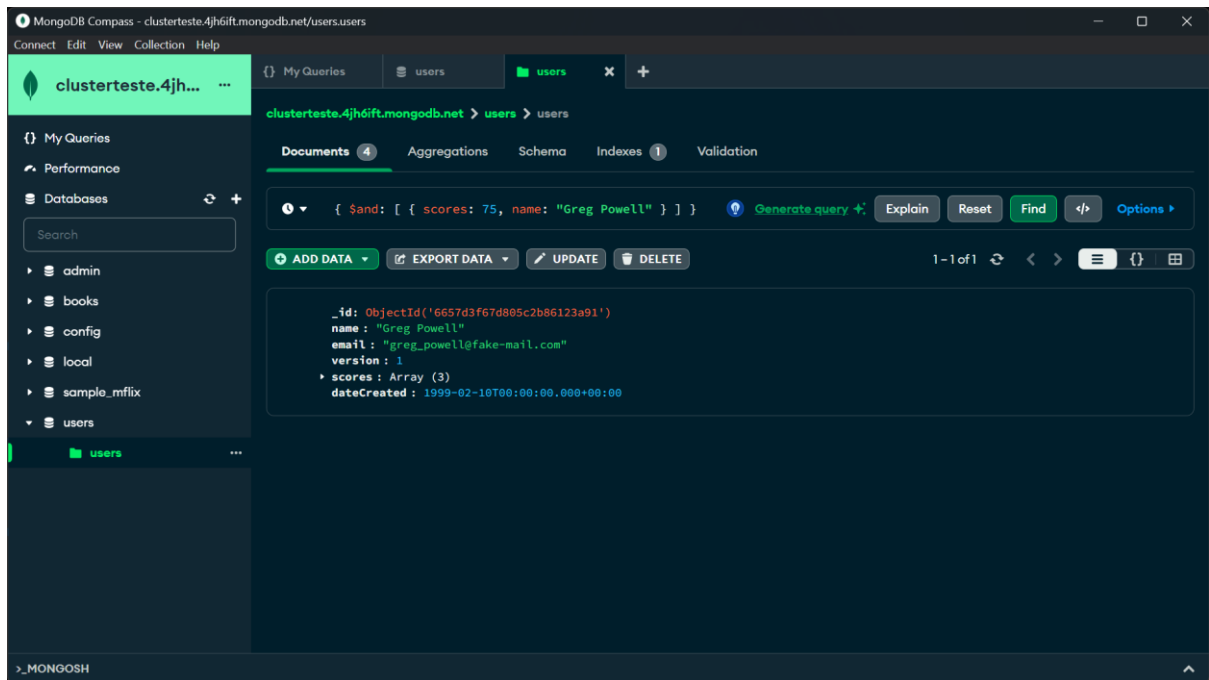 MongoDB Compass - clusterteste.4jh6ift.mongodb.net/users.users
Connect Edit View Collection Help
clusterteste.4jh... ...
{} My Queries
Performance
Databases
Search
admin
books
config
local
sample_mflix
users
users ...
{} My Queries
users
users
clusterteste.4jh6ift.mongodb.net > users > users
Documents 4 Aggregations Schema Indexes 1 Validation
{ $and: [ { scores: 75, name: "Greg Powell" } ] } Generate query Explain Reset Find </> Options
ADD DATA EXPORT DATA UPDATE DELETE 1-1 of 1 {}
_id: ObjectId('6657d3f67d805c2b86123a91')
name : "Greg Powell"
email : "greg_powell@fake-mail.com"
version : 1
scores : Array (3)
dateCreated : 1999-02-10T00:00:00.000+00:00
>_MONGOSH